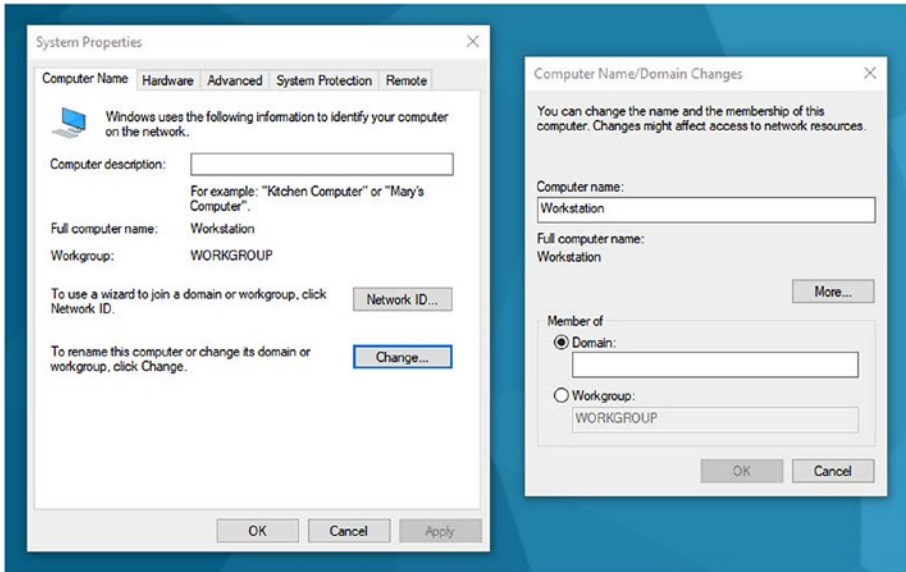 System Properties
Computer Name Hardware Advanced System Protection Remote
Windows uses the following information to identify your computer
on the network.
Computer description:
For example: "Kitchen Computer" or "Mary's
Computer".
Full computer name: Workstation
Workgroup: WORKGROUP
To use a wizard to join a domain or workgroup, click
Network ID.
Network ID...
To rename this computer or change its domain or
workgroup, click Change.
Change...
OK Cancel Apply
Computer Name/Domain Changes
You can change the name and the membership of this
computer. Changes might affect access to network resources.
Computer name:
Workstation
Full computer name:
Workstation
More...
Member of
Domain:
Workgroup:
WORKGROUP
OK Cancel